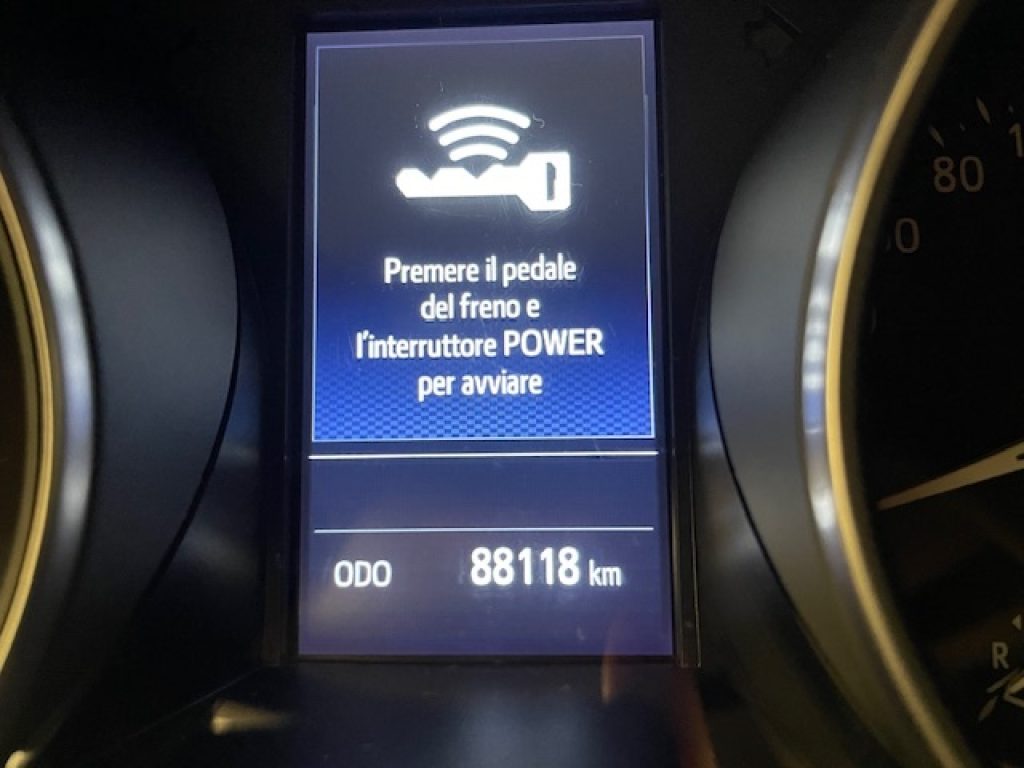 Premere il pedale
del freno e
l'interruttore POWER
per avviare
ODO 88118 km
80
R